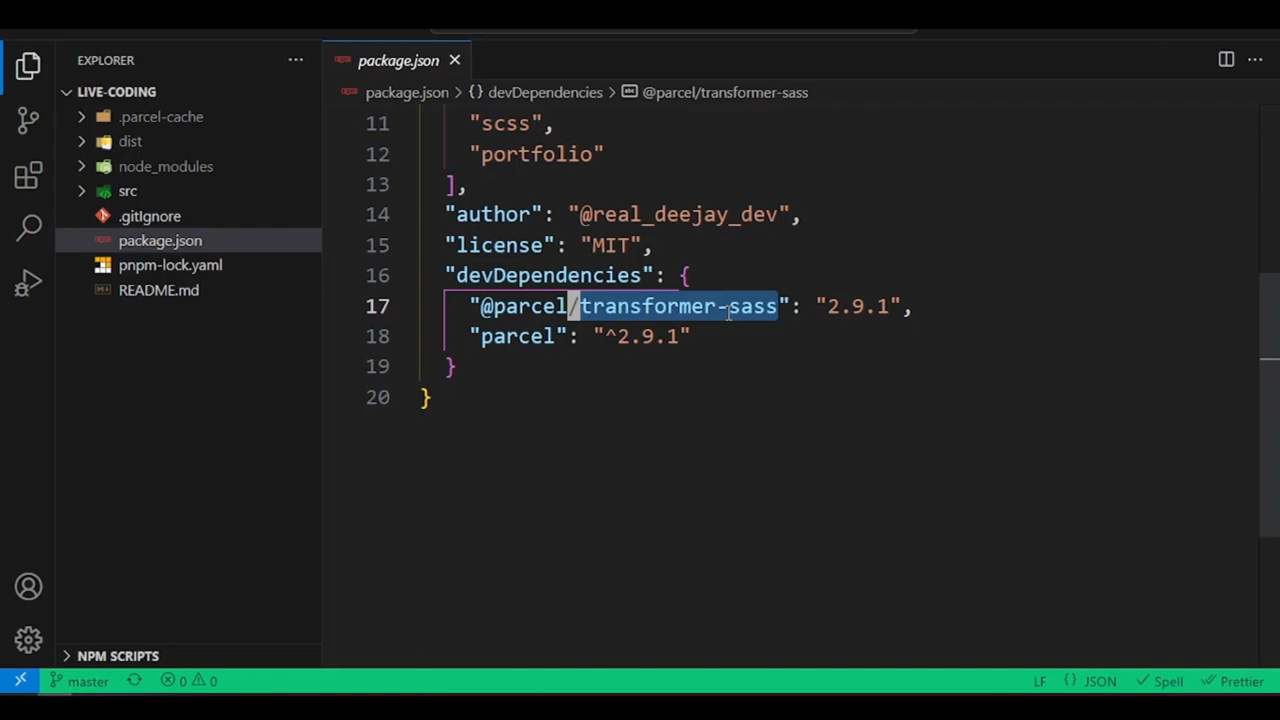 EXPLORER
LIVE-CODING
.parcel-cache
dist
node_modules
src
.gitIgnore
package.json
pnpm-lock.yaml
README.md
NPM SCRIPTS
package.json
package.json > {} devDependencies > @parcel/transformer-sass
11 "scss",
12 "portfolio"
13 ],
14 "author": "@real_deejay_dev",
15 "license": "MIT",
16 "devDependencies": {
17 "@parcel/transformer-sass": "2.9.1",
18 "parcel": "^2.9.1"
19 }
20 }
master 0 0 LF {} JSON Spell Prettier